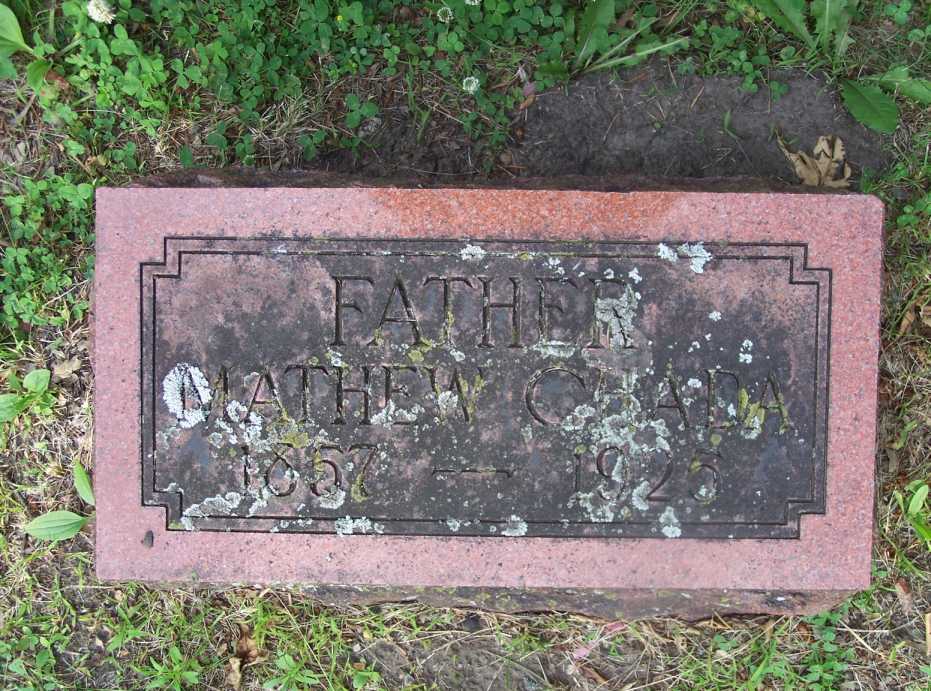 FATHER
MATHEW CHADA
1857 — 1925